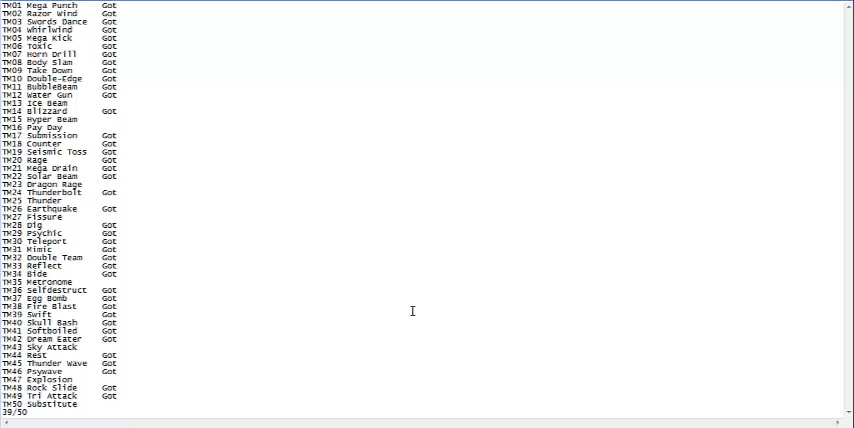 TM01 Mega Punch Got
TM02 Razor Wind Got
TM03 Swords Dance Got
TM04 Whirlwind Got
TM05 Mega Kick Got
TM06 Toxic Got
TM07 Horn Drill Got
TM08 Body Slam Got
TM09 Take Down Got
TM10 Double-Edge Got
TM11 BubbleBeam Got
TM12 Water Gun Got
TM13 Ice Beam
TM14 Blizzard Got
TM15 Hyper Beam
TM16 Pay Day
TM17 Submission Got
TM18 Counter Got
TM19 Seismic Toss Got
TM20 Rage Got
TM21 Mega Drain Got
TM22 Solar Beam Got
TM23 Dragon Rage
TM24 Thunderbolt Got
TM25 Thunder
TM26 Earthquake Got
TM27 Fissure
TM28 Dig Got
TM29 Psychic Got
TM30 Teleport Got
TM31 Mimic Got
TM32 Double Team Got
TM33 Reflect Got
TM34 Bide Got
TM35 Metronome
TM36 Selfdestruct Got
TM37 Egg Bomb Got
TM38 Fire Blast Got
TM39 Swift Got
TM40 Skull Bash Got
TM41 Softboiled Got
TM42 Dream Eater Got
TM43 Sky Attack
TM44 Rest Got
TM45 Thunder Wave Got
TM46 Psywave Got
TM47 Explosion
TM48 Rock Slide Got
TM49 Tri Attack Got
TM50 Substitute
39/50